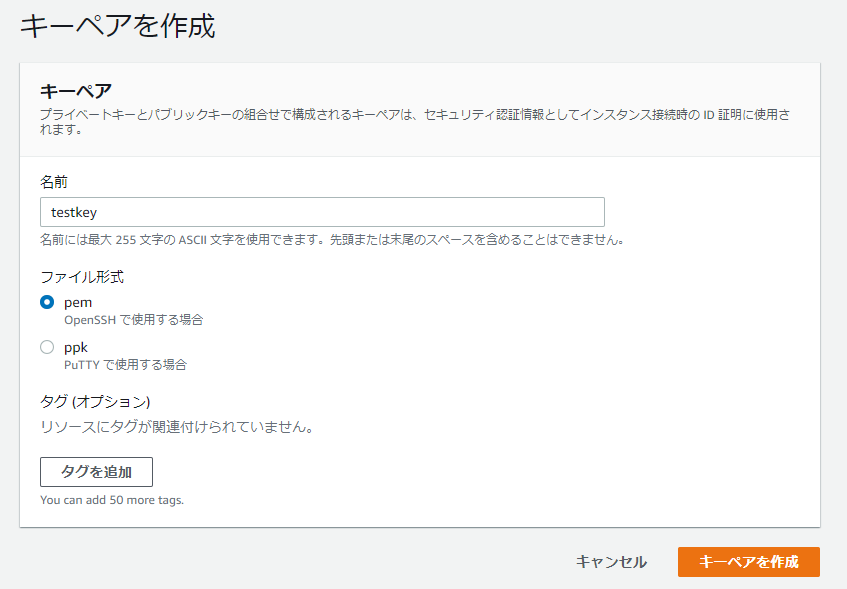 キーペアを作成
キーペア
プライベートキーとパブリックキーの組合せで構成されるキーペアは、セキュリティ認証情報としてインスタンス接続時の ID 証明に使用さ
れます。
名前
testkey
名前には最大 255 文字の ASCII 文字を使用できます。先頭または末尾のスペースを含めることはできません。
ファイル形式
pem
OpenSSH で使用する場合
ppk
PuTTY で使用する場合
タグ (オプション)
リソースにタグが関連付けられていません。
タグを追加
You can add 50 more tags.
キャンセル
キーペアを作成